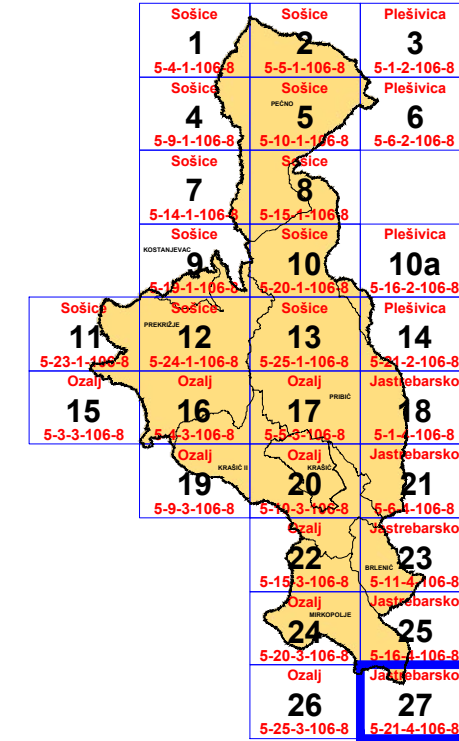 Sošice Sošice Plešivica
1 2 3
5-4-1-106-8 5-5-1-106-8 5-1-2-106-8
Sošice Sošice Plešivica
PEČNO
4 5 6
5-9-1-106-8 5-10-1-106-8 5-6-2-106-8
Sošice Sošice
7 8
5-14-1-106-8 5-15-1-106-8
Sošice Sošice Plešivica
KOSTANJEVAC
9 10 10a
5-19-1-106-8 5-20-1-106-8 5-16-2-106-8
Sošice Sošice Sošice Plešivica
PREKRIŽJE
11 12 13 14
5-23-1-106-8 5-24-1-106-8 5-25-1-106-8 5-21-2-106-8
Ozalj Ozalj Ozalj Jastrebarsko
PRIBIĆ
15 16 17 18
5-3-3-106-8 5-4-3-106-8 5-5-3-106-8 5-1-4-106-8
Ozalj Ozalj Jastrebarsko
KRAŠIĆ II KRAŠIĆ
19 20 21
5-9-3-106-8 5-10-3-106-8 5-6-4-106-8
Ozalj Jastrebarsko
22 23
BRLENIĆ
5-15-3-106-8 5-11-4-106-8
Ozalj Jastrebarsko
MIRKOPOLJE
24 25
5-20-3-106-8 5-16-4-106-8
Ozalj Jastrebarsko
26 27
5-25-3-106-8 5-21-4-106-8